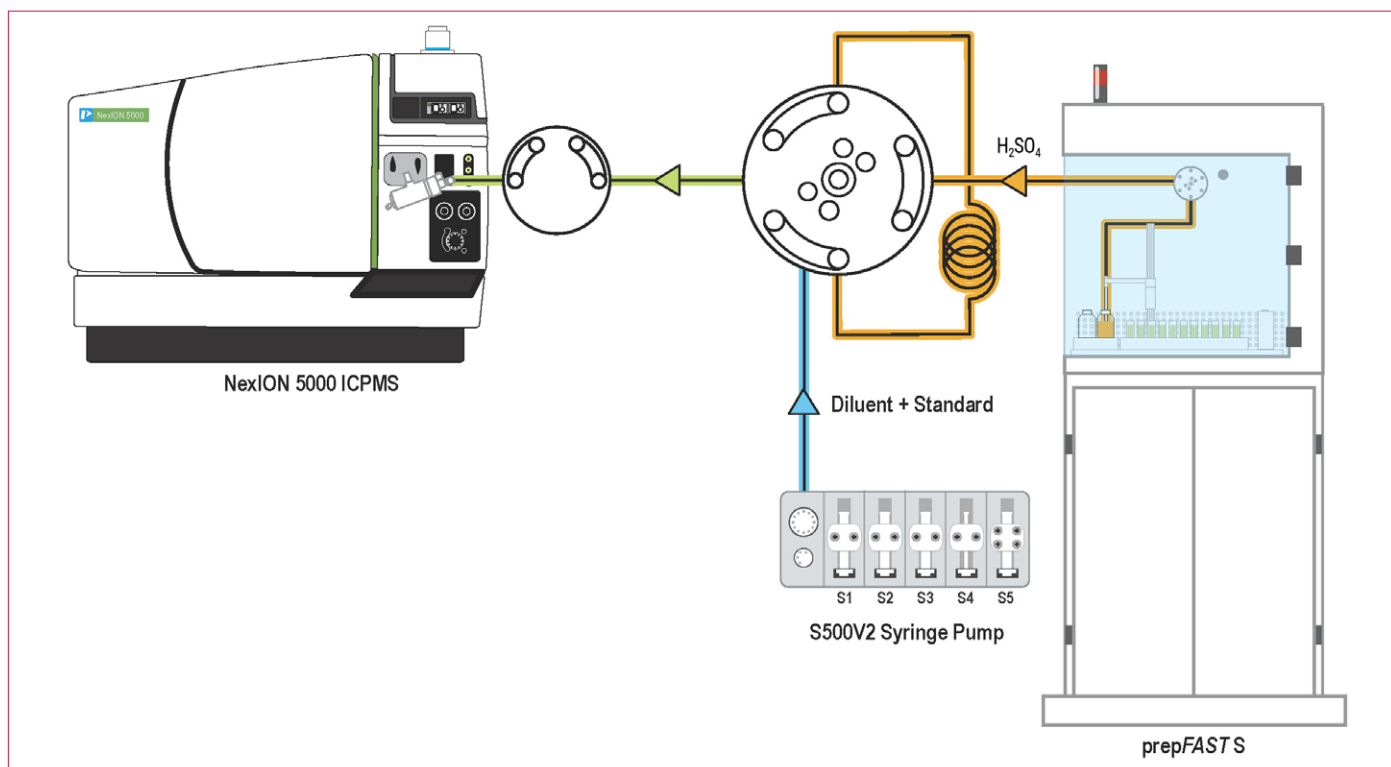 NexION 5000
H₂SO₄
NexION 5000 ICPMS
Diluent + Standard
S1 S2 S3 S4 S5
S500V2 Syringe Pump
prepFAST S